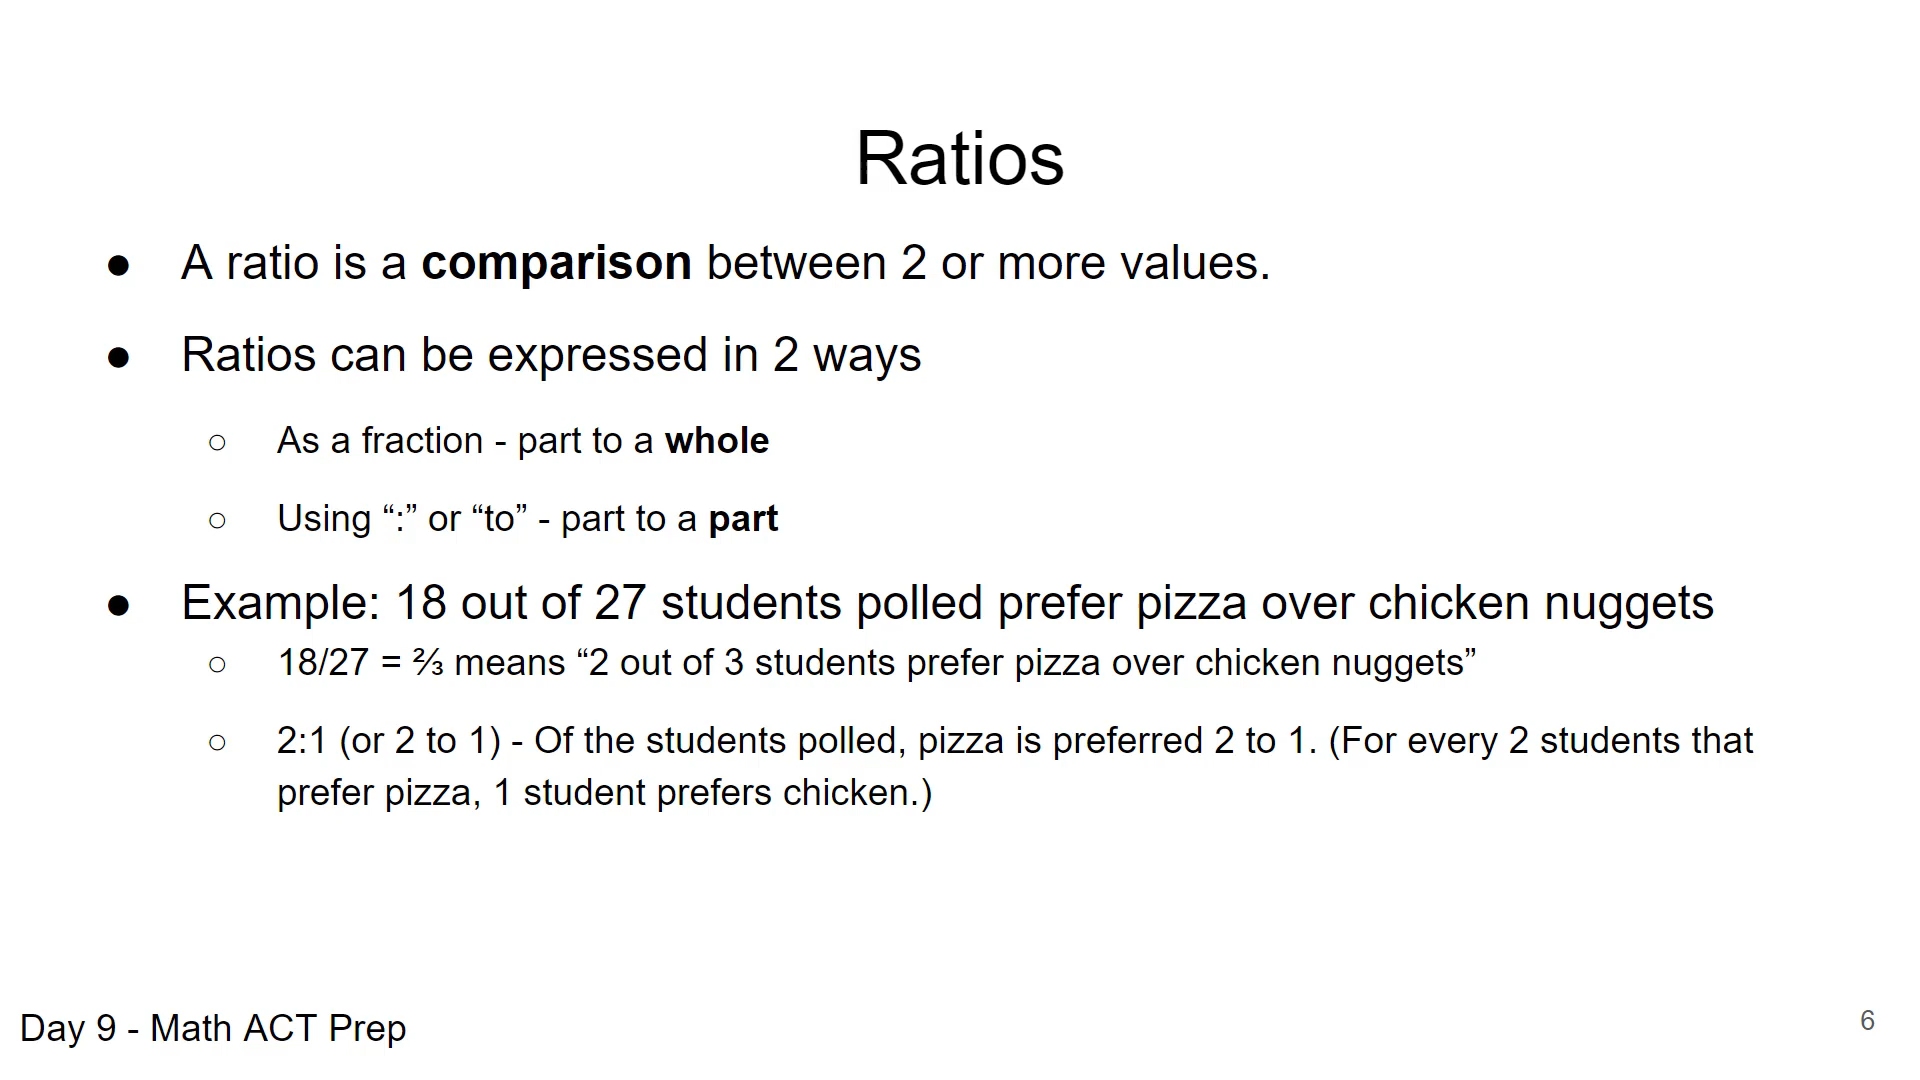 Ratios
● A ratio is a comparison between 2 or more values.
● Ratios can be expressed in 2 ways
○ As a fraction - part to a whole
○ Using “:” or “to” - part to a part
● Example: 18 out of 27 students polled prefer pizza over chicken nuggets
○ 18/27 = ⅔ means “2 out of 3 students prefer pizza over chicken nuggets”
○ 2:1 (or 2 to 1) - Of the students polled, pizza is preferred 2 to 1. (For every 2 students that
prefer pizza, 1 student prefers chicken.)
Day 9 - Math ACT Prep
6